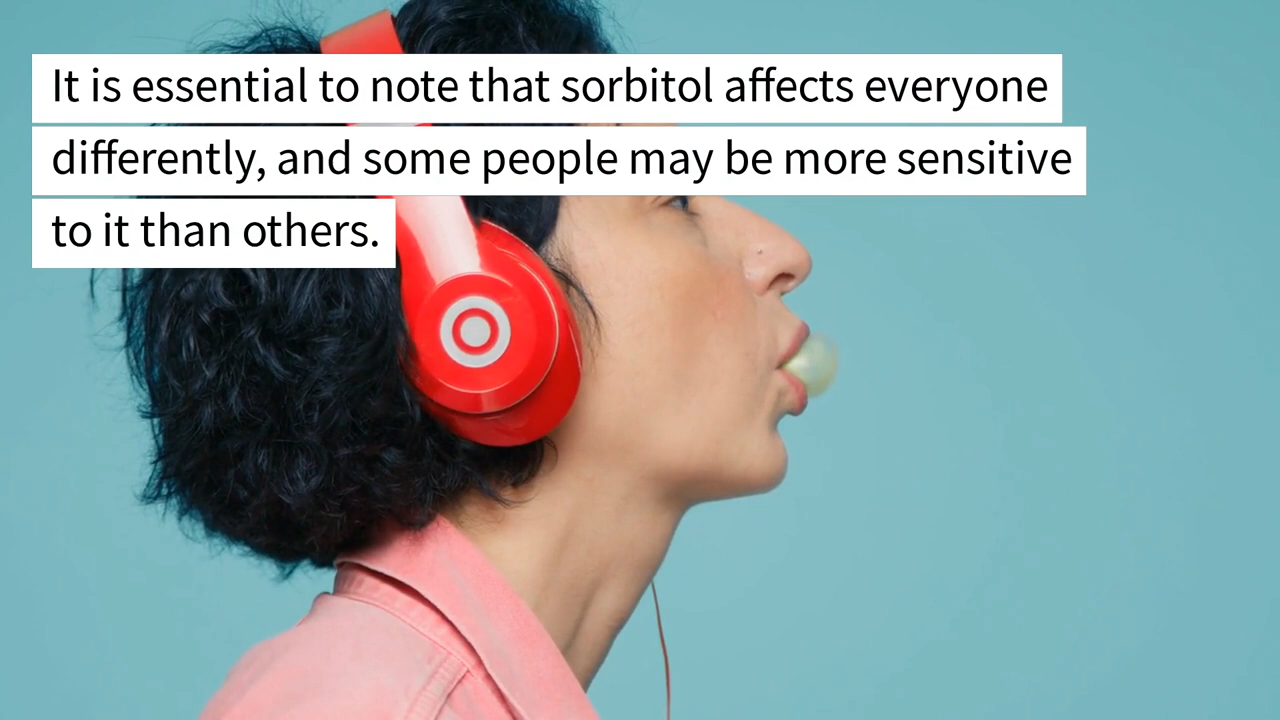 It is essential to note that sorbitol affects everyone
differently, and some people may be more sensitive
to it than others.